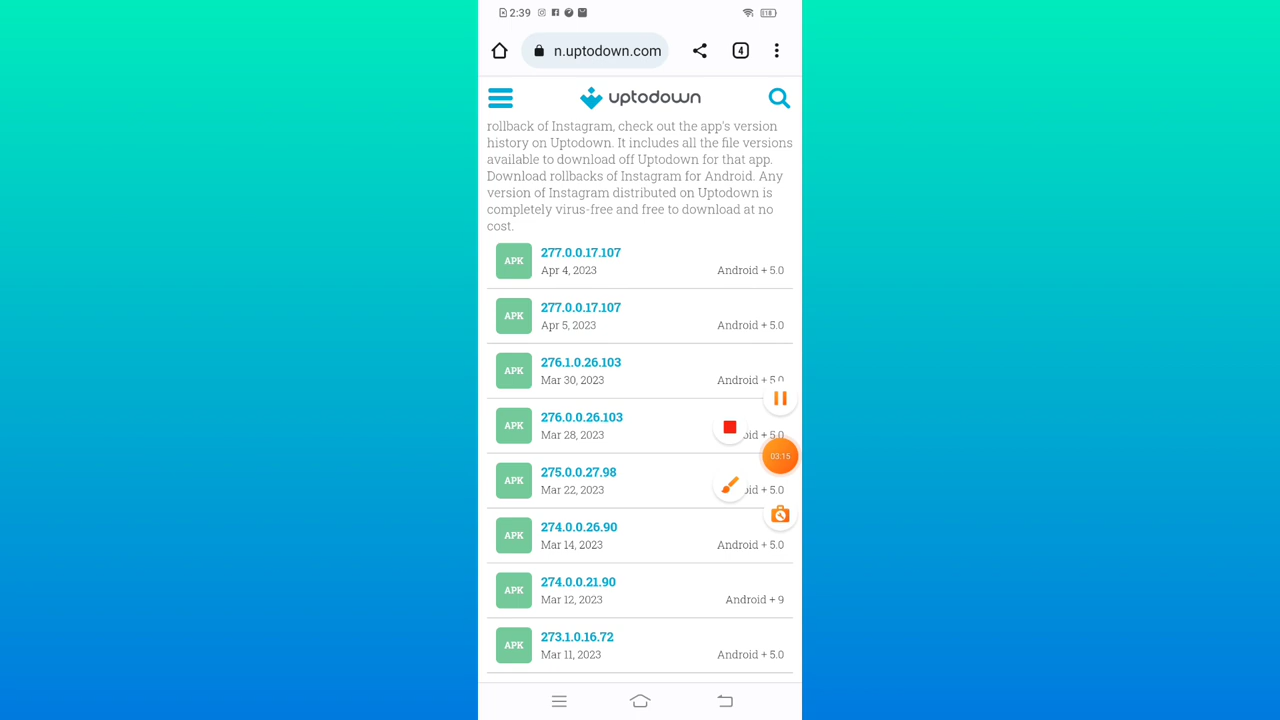 2:39
n.uptodown.com
4
uptodown
rollback of Instagram, check out the app's version
history on Uptodown. It includes all the file versions
available to download off Uptodown for that app.
Download rollbacks of Instagram for Android. Any
version of Instagram distributed on Uptodown is
completely virus-free and free to download at no
cost.
APK
277.0.0.17.107
Apr 4, 2023
Android + 5.0
APK
277.0.0.17.107
Apr 5, 2023
Android + 5.0
APK
276.1.0.26.103
Mar 30, 2023
Android + 5.0
APK
276.0.0.26.103
Mar 28, 2023
oid + 5.0
03:15
APK
275.0.0.27.98
Mar 22, 2023
oid + 5.0
APK
274.0.0.26.90
Mar 14, 2023
Android + 5.0
APK
274.0.0.21.90
Mar 12, 2023
Android + 9
APK
273.1.0.16.72
Mar 11, 2023
Android + 5.0